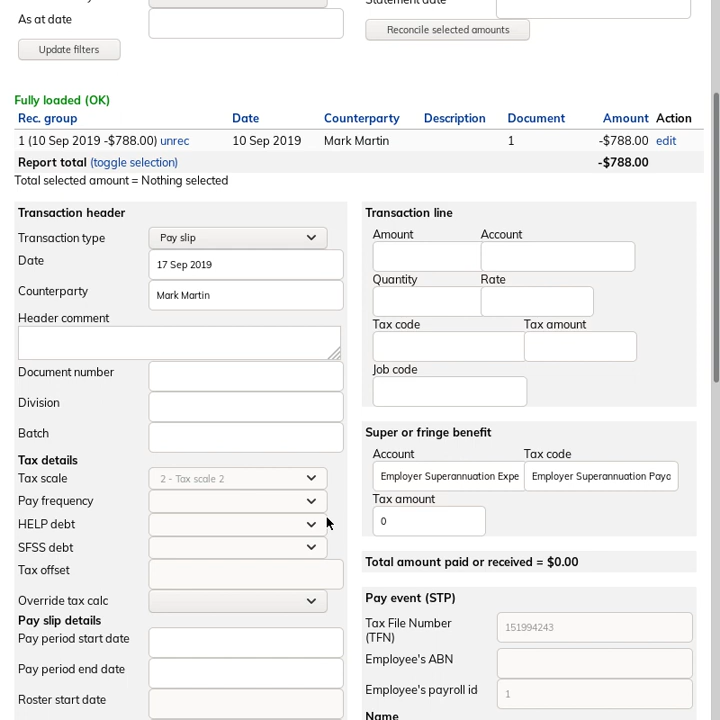 Statement date
As at date
Reconcile selected amounts
Update filters
Fully loaded (OK)
Rec. group Date Counterparty Description Document Amount Action
1 (10 Sep 2019 -$788.00) unrec 10 Sep 2019 Mark Martin 1 -$788.00 edit
Report total (toggle selection) -$788.00
Total selected amount = Nothing selected
Transaction header
Transaction type Pay slip
Date 17 Sep 2019
Counterparty Mark Martin
Header comment
Document number
Division
Batch
Tax details
Tax scale 2 - Tax scale 2
Pay frequency
HELP debt
SFSS debt
Tax offset
Override tax calc
Pay slip details
Pay period start date
Pay period end date
Roster start date
Transaction line
Amount Account
Quantity Rate
Tax code Tax amount
Job code
Super or fringe benefit
Account Tax code
Employer Superannuation Expe Employer Superannuation Paya
Tax amount
0
Total amount paid or received = $0.00
Pay event (STP)
Tax File Number
(TFN) 151994243
Employee's ABN
Employee's payroll id 1
Name